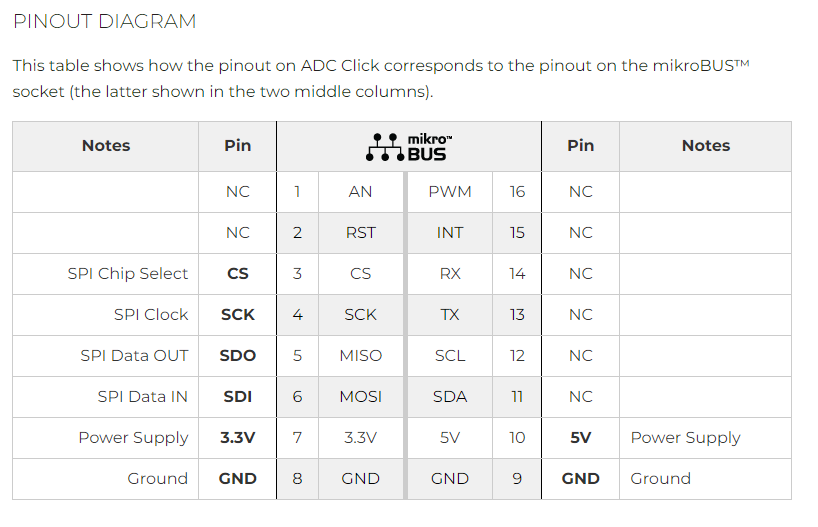 PINOUT DIAGRAM
This table shows how the pinout on ADC Click corresponds to the pinout on the mikroBUS™
socket (the latter shown in the two middle columns).
Notes Pin mikro™ BUS Pin Notes
NC 1 AN PWM 16 NC
NC 2 RST INT 15 NC
SPI Chip Select CS 3 CS RX 14 NC
SPI Clock SCK 4 SCK TX 13 NC
SPI Data OUT SDO 5 MISO SCL 12 NC
SPI Data IN SDI 6 MOSI SDA 11 NC
Power Supply 3.3V 7 3.3V 5V 10 5V Power Supply
Ground GND 8 GND GND 9 GND Ground